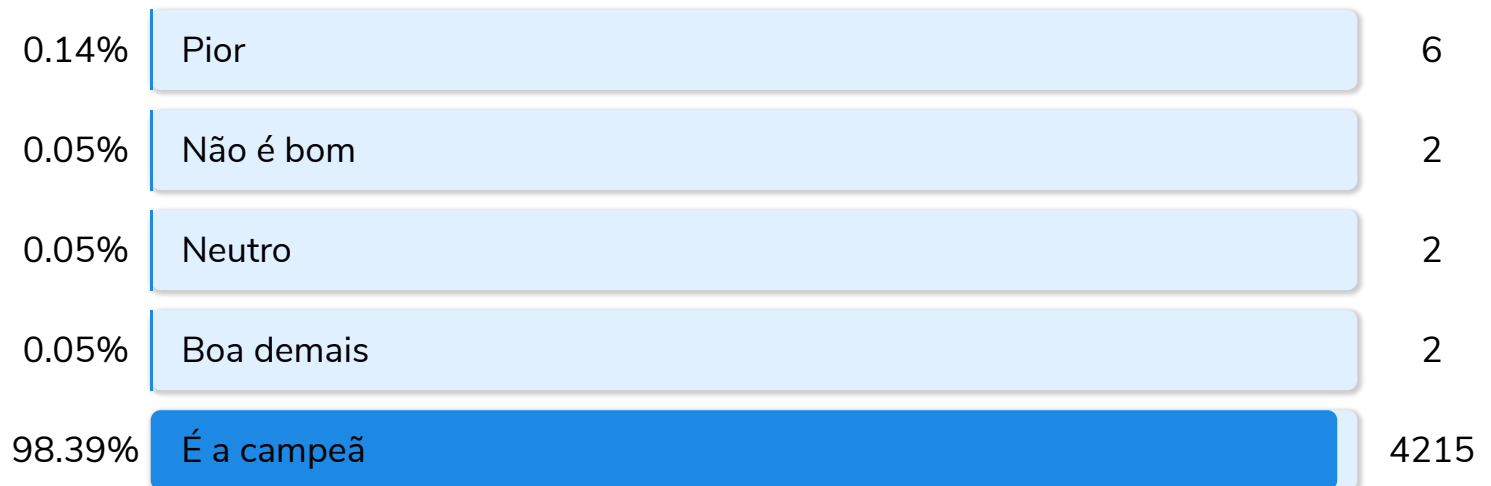 0.14% Pior 6
0.05% Não é bom 2
0.05% Neutro 2
0.05% Boa demais 2
98.39% É a campeã 4215